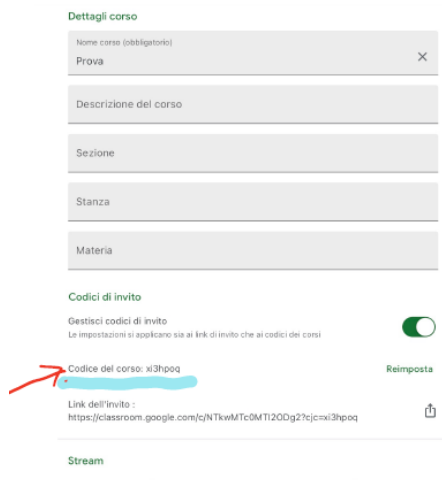 Dettagli corso
Nome corso (obbligatorio)
Prova
Descrizione del corso
Sezione
Stanza
Materia
Codici di invito
Gestisci codici di invito
Le impostazioni si applicano sia ai link di invito che ai codici dei corsi
Codice del corso: xi3hpoq
Reimposta
Link dell'invito :
https://classroom.google.com/c/NTkwMTc0MTI2ODg2?cjc=xi3hpoq
Stream